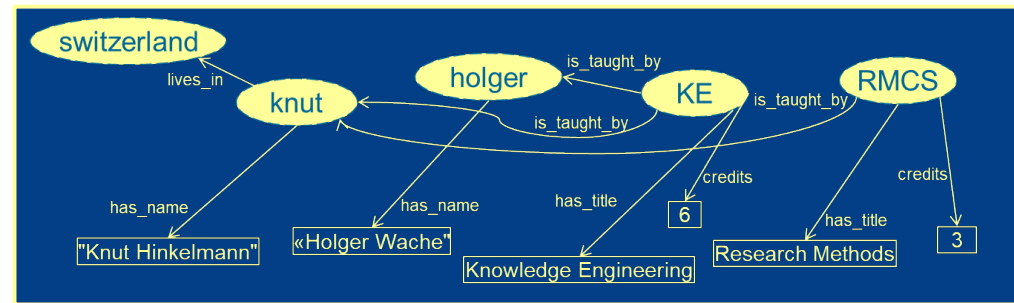 switzerland
lives_in
knut
holger
is_taught_by
KE
RMCS
is_taught_by
is_taught_by
has_name
"Knut Hinkelmann"
has_name
«Holger Wache"
has_title
Knowledge Engineering
credits
6
has_title
Research Methods
credits
3